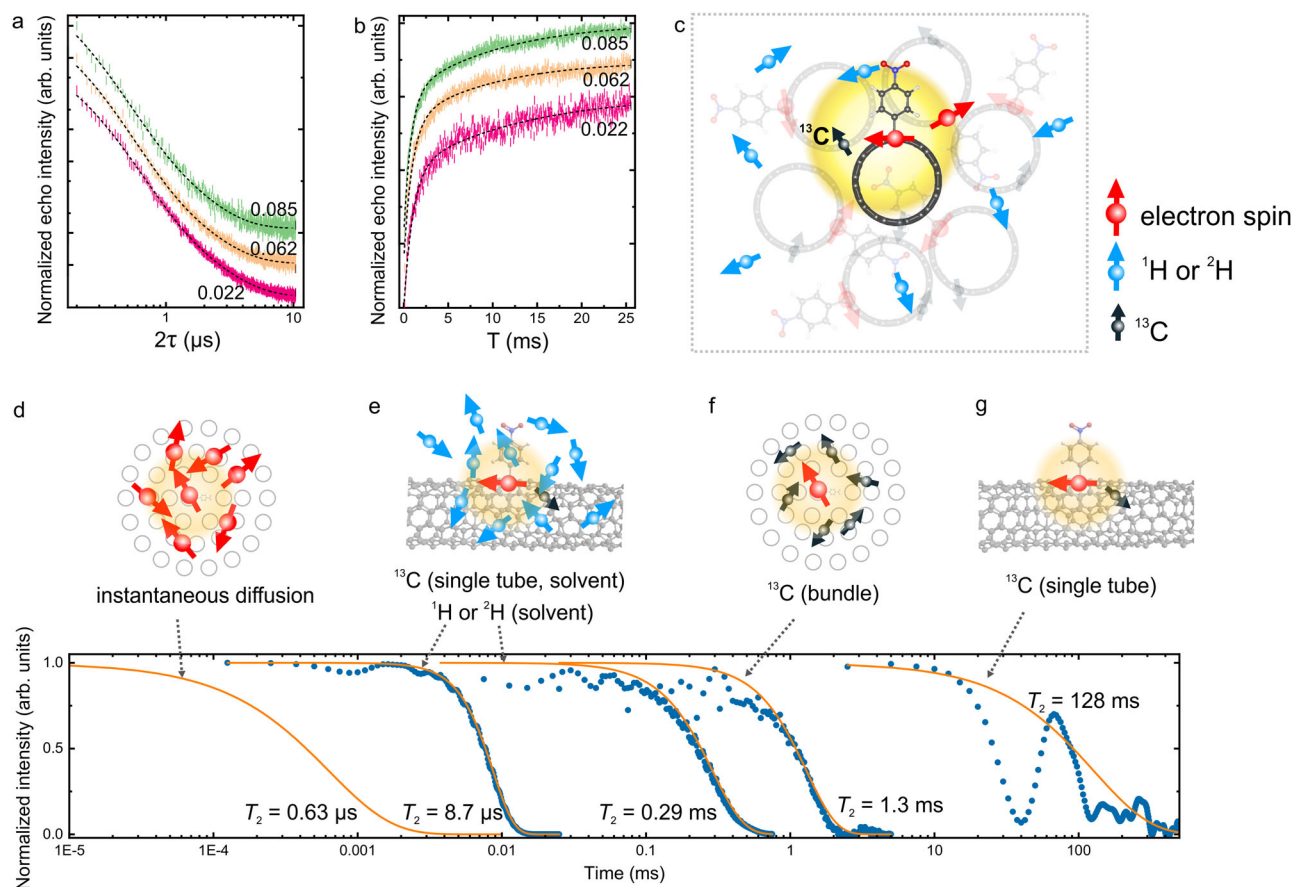 a
Normalized echo intensity (arb. units)
0.085
0.062
0.022
1
10
2τ (µs)
b
Normalized echo intensity (arb. units)
0.085
0.062
0.022
0
5
10
15
20
25
T (ms)
c
¹³C
electron spin
¹H or ²H
¹³C
d
instantaneous diffusion
e
¹³C (single tube, solvent)
¹H or ²H (solvent)
f
¹³C (bundle)
g
¹³C (single tube)
Normalized intensity (arb. units)
1.0
0.5
0.0
T₂ = 0.63 µs
T₂ = 8.7 µs
T₂ = 0.29 ms
T₂ = 1.3 ms
T₂ = 128 ms
1E-5
1E-4
0.001
0.01
0.1
1
10
100
Time (ms)